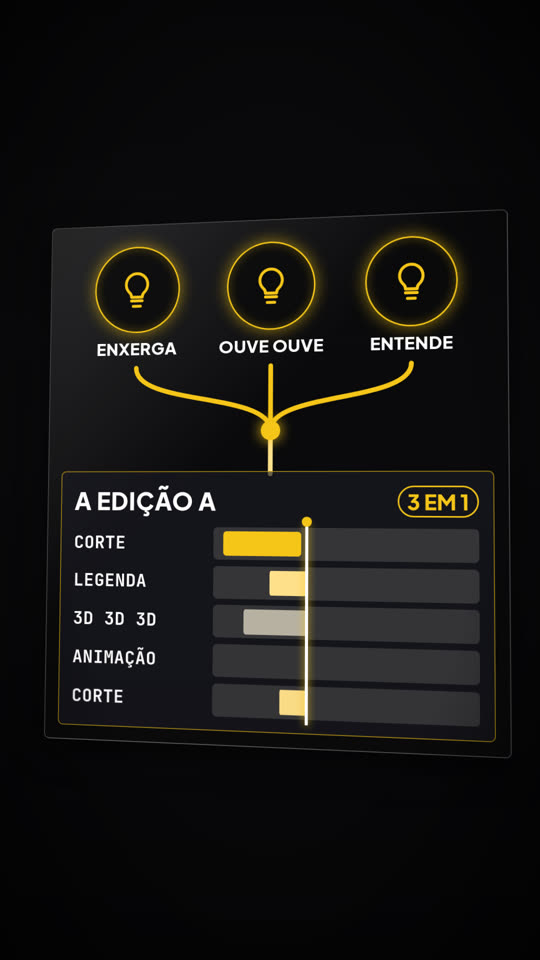 ENXERGA
OUVE OUVE
ENTENDE
A EDIÇÃO A
3 EM 1
CORTE
LEGENDA
3D 3D 3D
ANIMAÇÃO
CORTE